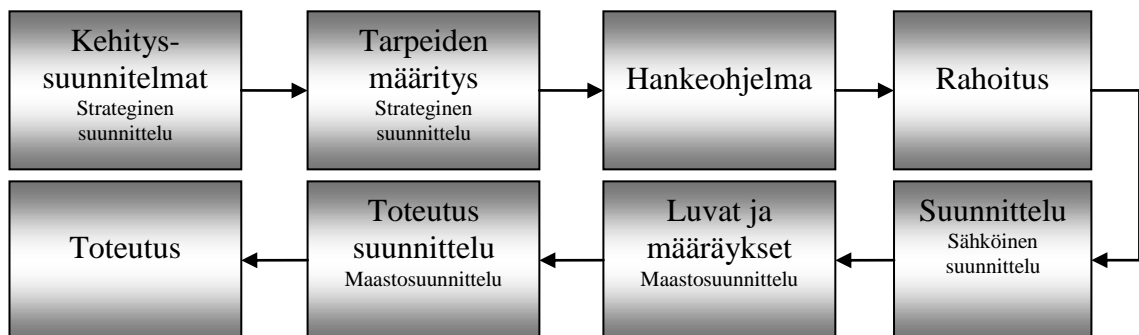 Kehitys-
suunnitelmat
Strateginen
suunnittelu
Tarpeiden
määritys
Strateginen
suunnittelu
Hankeohjelma
Rahoitus
Suunnittelu
Sähköinen
suunnittelu
Luvat ja
määräykset
Maastosuunnittelu
Toteutus
suunnittelu
Maastosuunnittelu
Toteutus